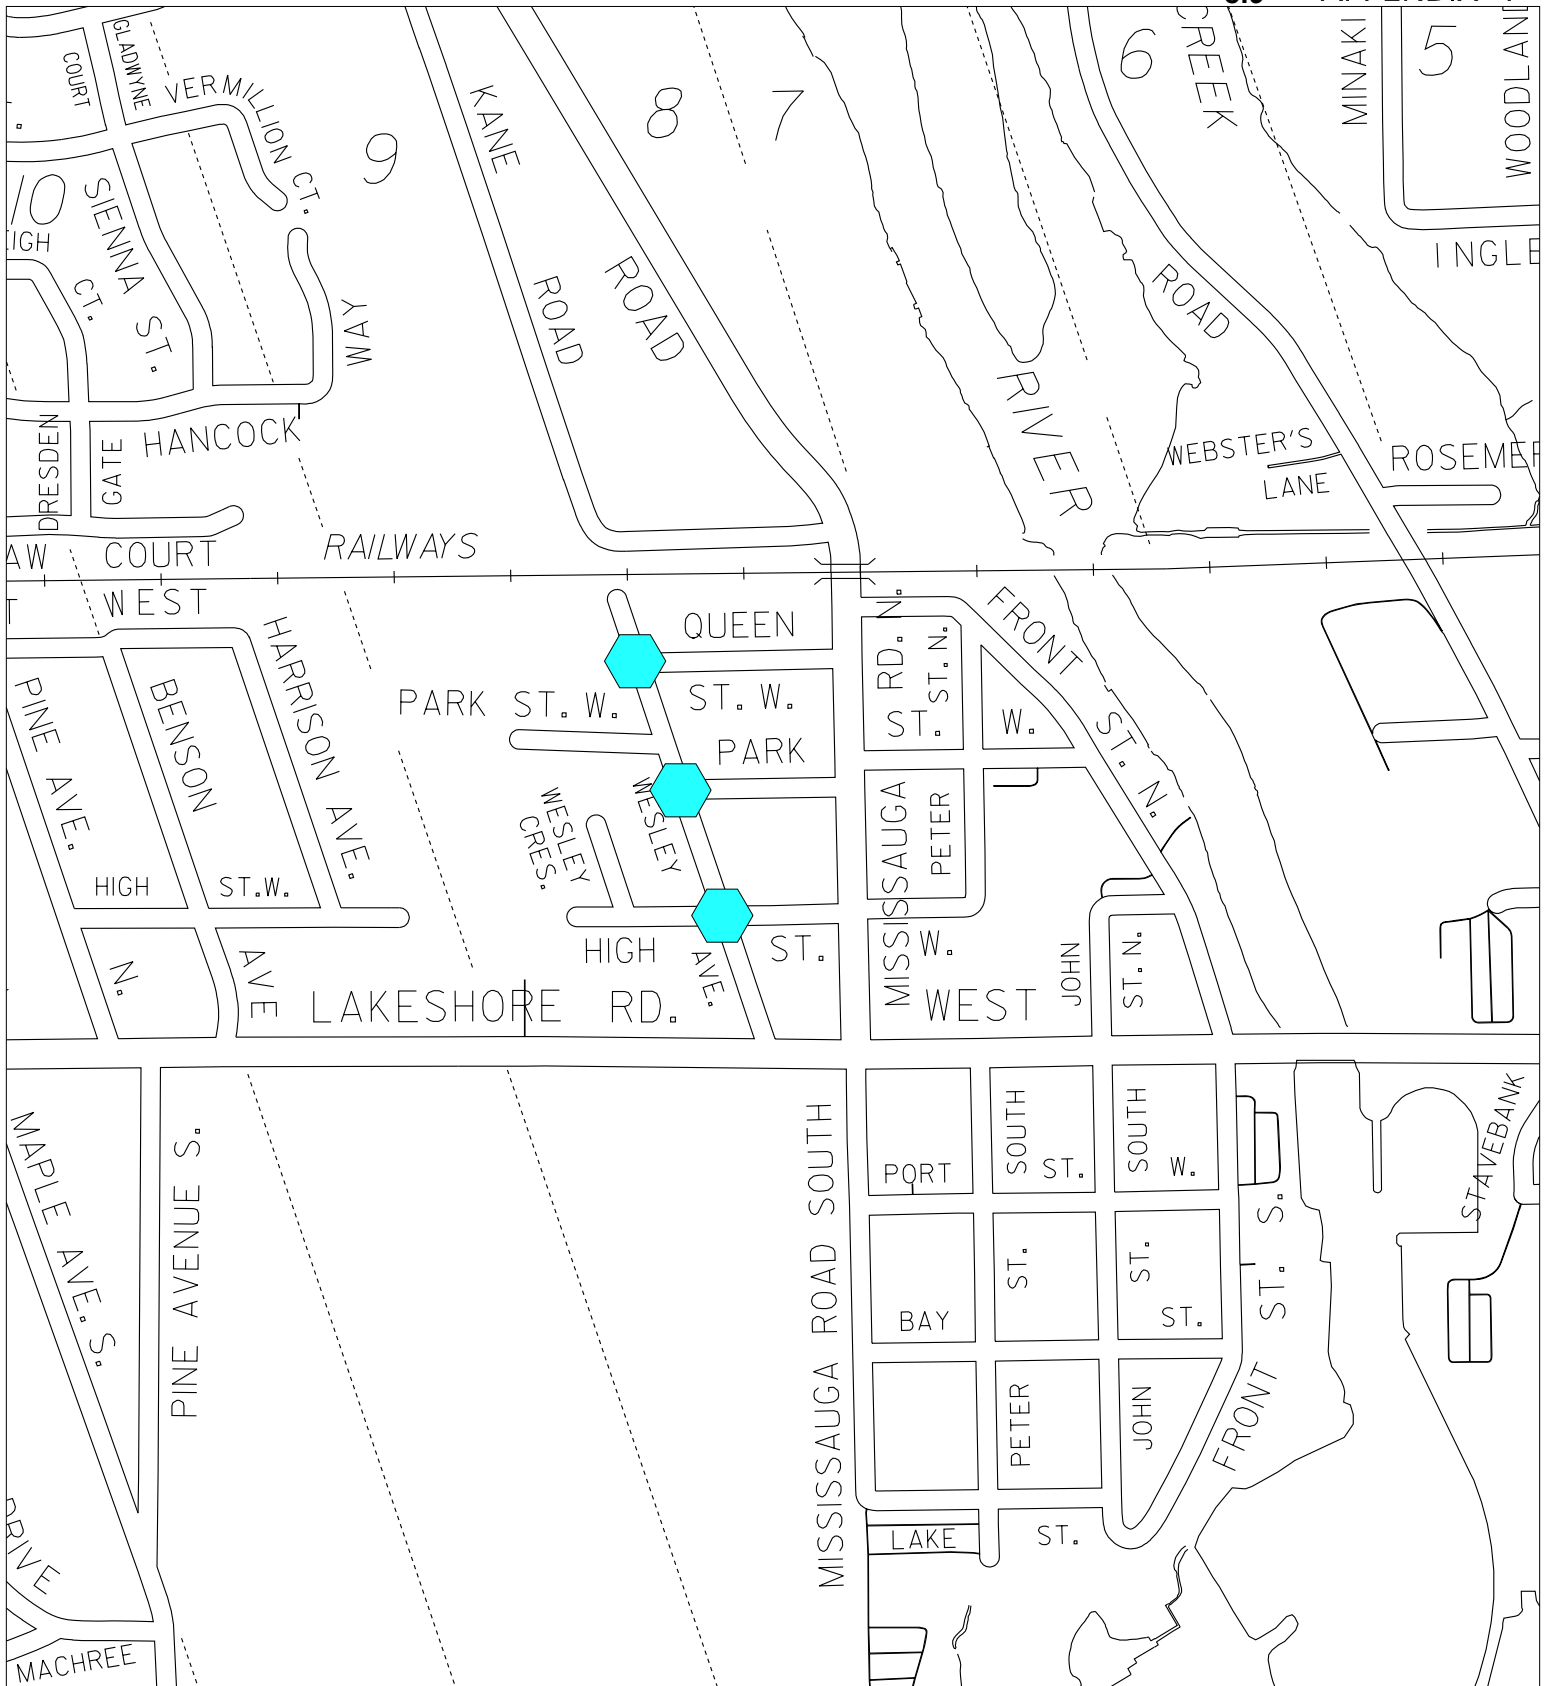 COURT
GLADWYNE
VERMILLION CT.
9
8
7
6
CREEK
MINAKI
5
10
SIENNA ST.
KANE
ROAD
ROAD
ROAD
CT.
WAY
RIVER
DRESDEN
GATE
HANCOCK
WEBSTER'S
LANE
COURT
RAILWAYS
WEST
QUEEN
ST. W.
FRONT
ST. N.
RD. N.
ST. N.
PARK ST. W.
PARK
ST.
W.
PINE AVE.
N.
BENSON
AVE
HARRISON AVE.
HIGH
ST.W.
WESLEY
CRES.
WESLEY
AVE.
MISSISSAUGA
PETER
HIGH
ST.
W.
JOHN
ST. N.
LAKESHORE RD.
WEST
MAPLE AVE. S.
PINE AVENUE S.
MISSISSAUGA ROAD SOUTH
SOUTH
ST.
SOUTH
W.
PORT
STAVEBANK
ST.
ST.
BAY
ST.
FRONT ST. S.
PETER
JOHN
LAKE
ST.
DRIVE
MACHREE